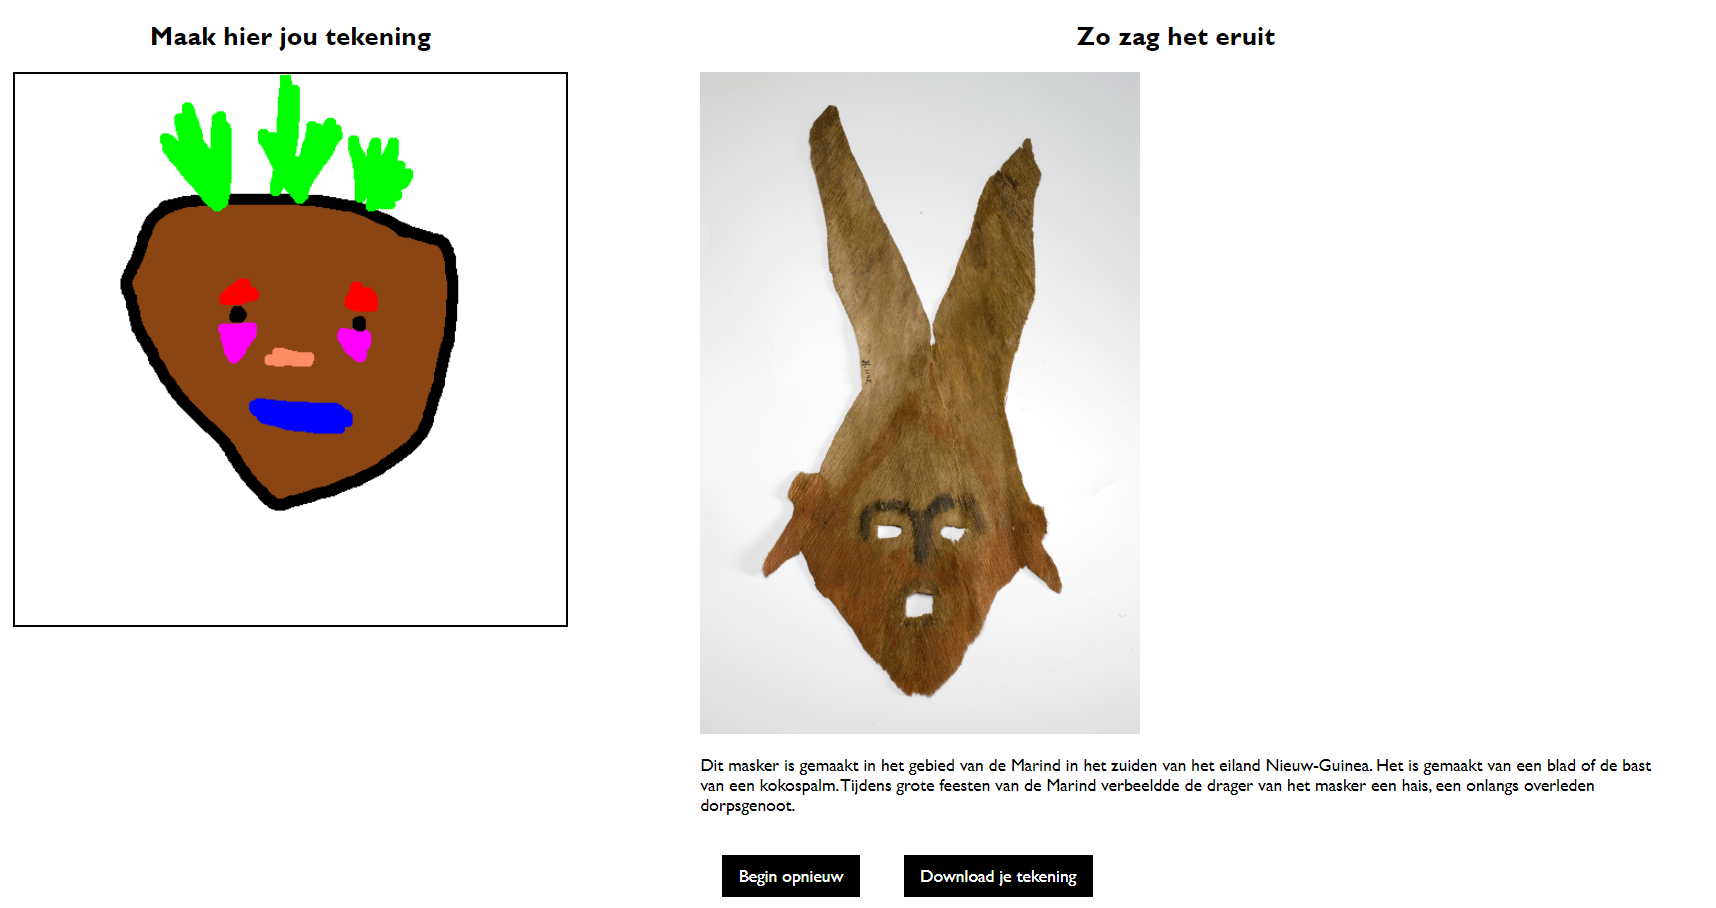 Maak hier jou tekening
Zo zag het eruit
Dit masker is gemaakt in het gebied van de Marind in het zuiden van het eiland Nieuw-Guinea. Het is gemaakt van een blad of de bast
van een kokospalm. Tijdens grote feesten van de Marind verbeeldde de drager van het masker een hais, een onlangs overleden
dorpsgenoot.
Begin opnieuw
Download je tekening